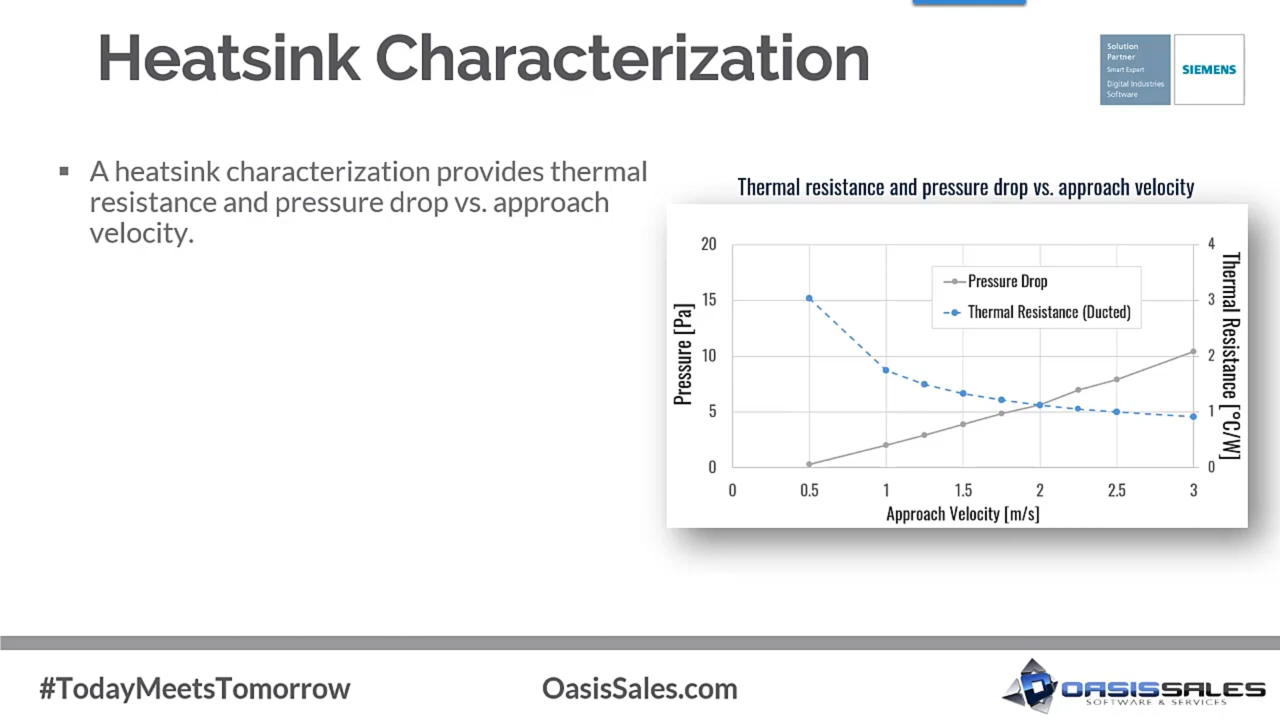 Heatsink Characterization
Solution
Partner
Smart Expert
Digital Industries
Software
SIEMENS
▪ A heatsink characterization provides thermal
resistance and pressure drop vs. approach
velocity.
Thermal resistance and pressure drop vs. approach velocity
Pressure [Pa]
20
15
10
5
0
Pressure Drop
Thermal Resistance (Ducted)
4
3
2
1
0
Thermal Resistance [°C/W]
0 0.5 1 1.5 2 2.5 3
Approach Velocity [m/s]
#TodayMeetsTomorrow
OasisSales.com
OASISSALES
SOFTWARE & SERVICES